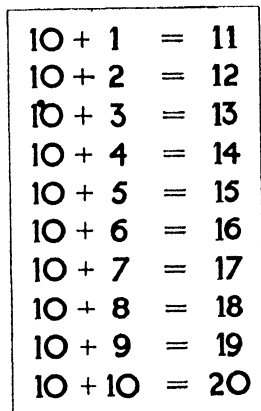 10 + 1 = 11
10 + 2 = 12
10 + 3 = 13
10 + 4 = 14
10 + 5 = 15
10 + 6 = 16
10 + 7 = 17
10 + 8 = 18
10 + 9 = 19
10 + 10 = 20